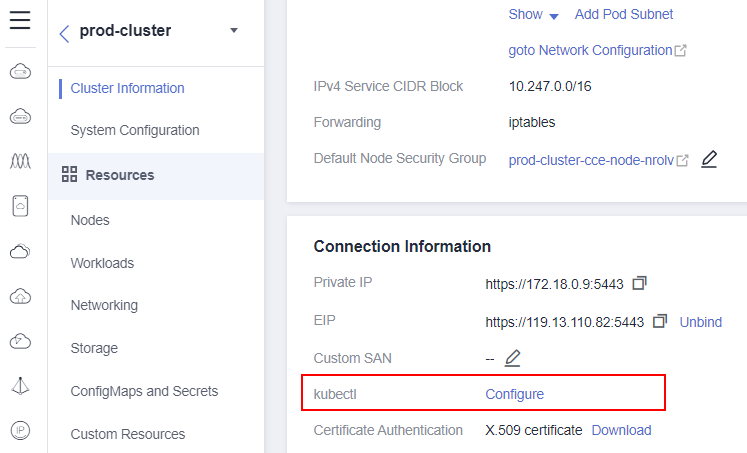 prod-cluster
Cluster Information
System Configuration
Resources
Nodes
Workloads
Networking
Storage
ConfigMaps and Secrets
Custom Resources
IP
Show Add Pod Subnet
goto Network Configuration
IPv4 Service CIDR Block 10.247.0.0/16
Forwarding iptables
Default Node Security Group prod-cluster-cce-node-nrolv
Connection Information
Private IP https://172.18.0.9:5443
EIP https://119.13.110.82:5443 Unbind
Custom SAN --
kubectl Configure
Certificate Authentication X.509 certificate Download